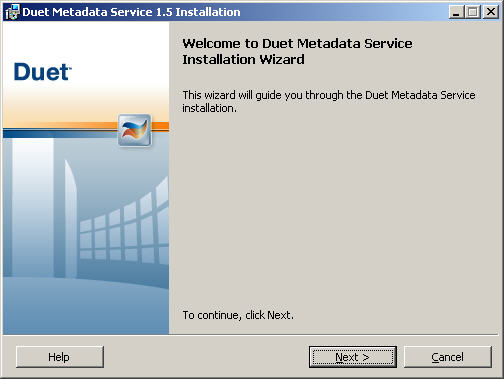 Duet Metadata Service 1.5 Installation
Duet™
Welcome to Duet Metadata Service
Installation Wizard
This wizard will guide you through the Duet Metadata Service
installation.
To continue, click Next.
Help
Next >
Cancel